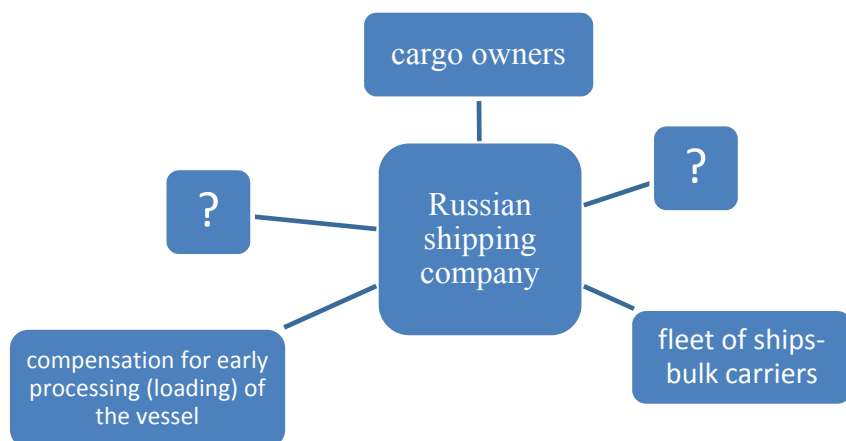 cargo owners
?
?
Russian
shipping
company
compensation for early
processing (loading) of
the vessel
fleet of ships-
bulk carriers